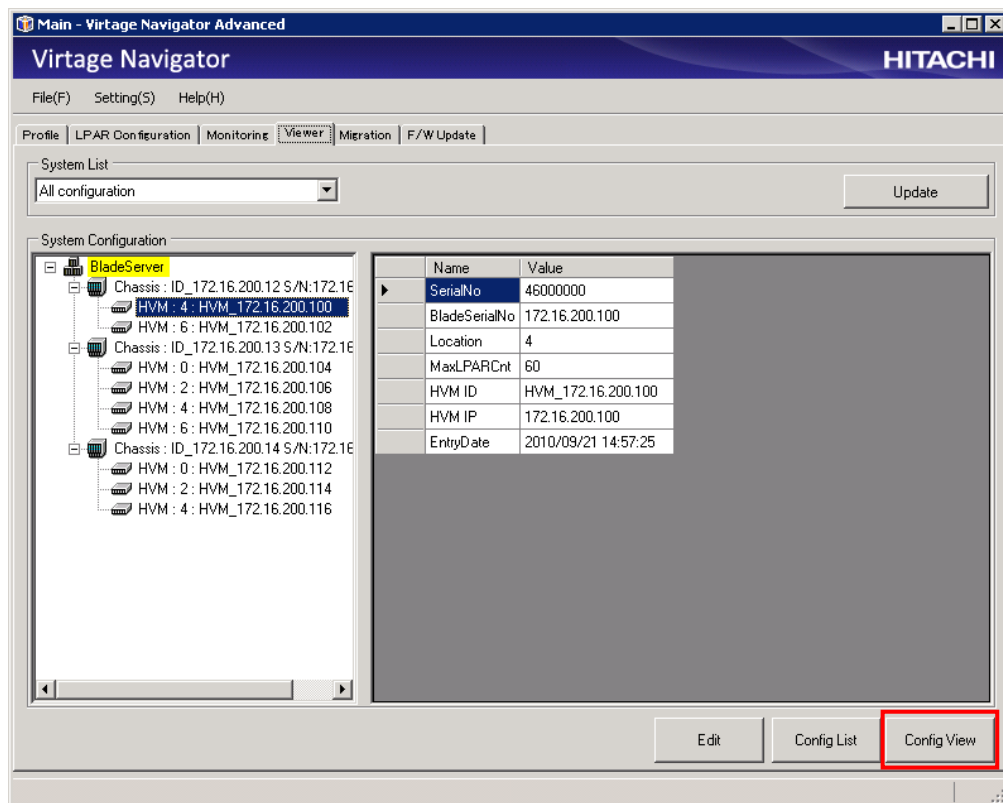 Main - Virtage Navigator Advanced
Virtage Navigator
HITACHI
File(F) Setting(S) Help(H)
Profile LPAR Configuration Monitoring Viewer Migration F/W Update
System List
All configuration
Update
System Configuration
BladeServer
Chassis : ID_172.16.200.12 S/N:172.16
HVM : 4 : HVM_172.16.200.100
HVM : 6 : HVM_172.16.200.102
Chassis : ID_172.16.200.13 S/N:172.16
HVM : 0 : HVM_172.16.200.104
HVM : 2 : HVM_172.16.200.106
HVM : 4 : HVM_172.16.200.108
HVM : 6 : HVM_172.16.200.110
Chassis : ID_172.16.200.14 S/N:172.16
HVM : 0 : HVM_172.16.200.112
HVM : 2 : HVM_172.16.200.114
HVM : 4 : HVM_172.16.200.116
Name Value
SerialNo 46000000
BladeSerialNo 172.16.200.100
Location 4
MaxLPARCnt 60
HVM ID HVM_172.16.200.100
HVM IP 172.16.200.100
EntryDate 2010/09/21 14:57:25
Edit Config List Config View